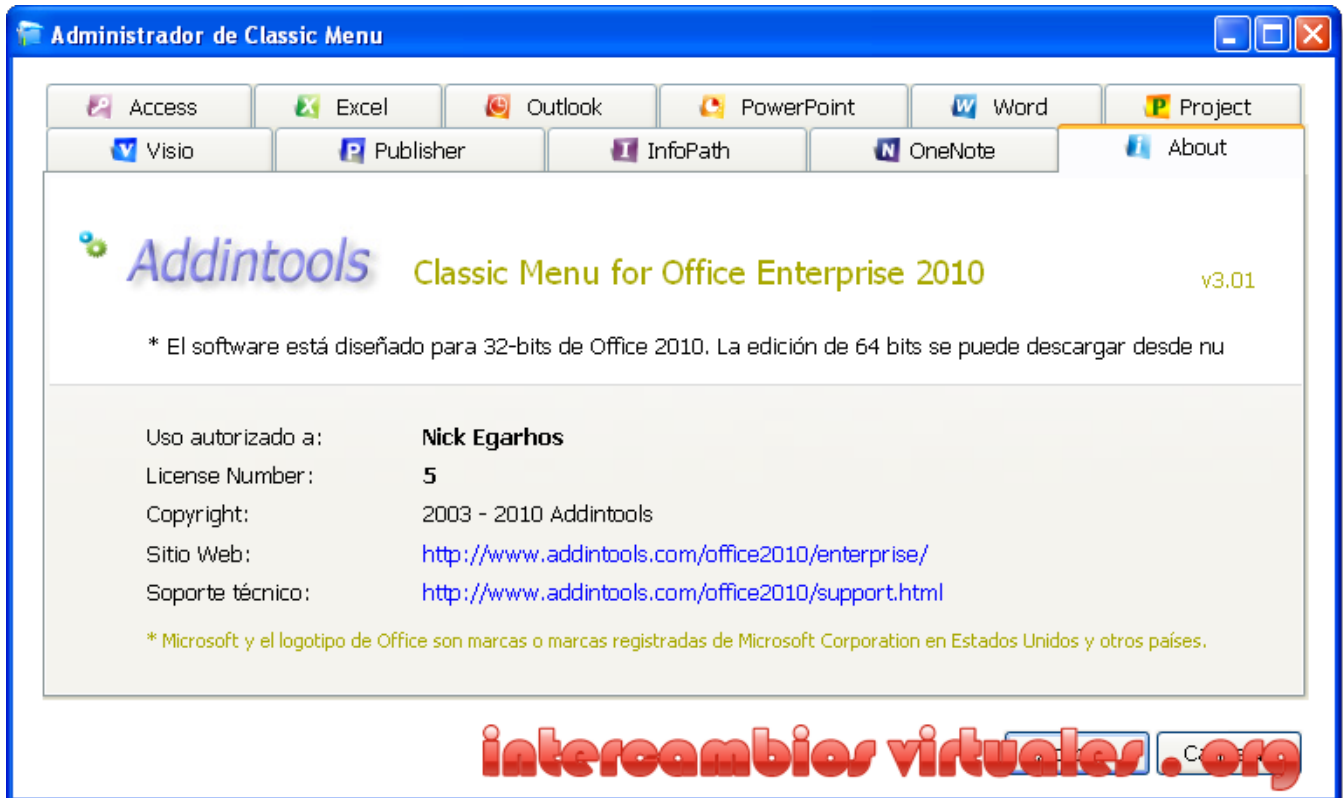 Administrador de Classic Menu
Access Excel Outlook PowerPoint Word Project
Visio Publisher InfoPath OneNote About
Addintools Classic Menu for Office Enterprise 2010 v3.01
* El software está diseñado para 32-bits de Office 2010. La edición de 64 bits se puede descargar desde nu
Uso autorizado a: Nick Egarhos
License Number: 5
Copyright: 2003 - 2010 Addintools
Sitio Web: http://www.addintools.com/office2010/enterprise/
Soporte técnico: http://www.addintools.com/office2010/support.html
* Microsoft y el logotipo de Office son marcas o marcas registradas de Microsoft Corporation en Estados Unidos y otros países.
intercambios virtuales . org